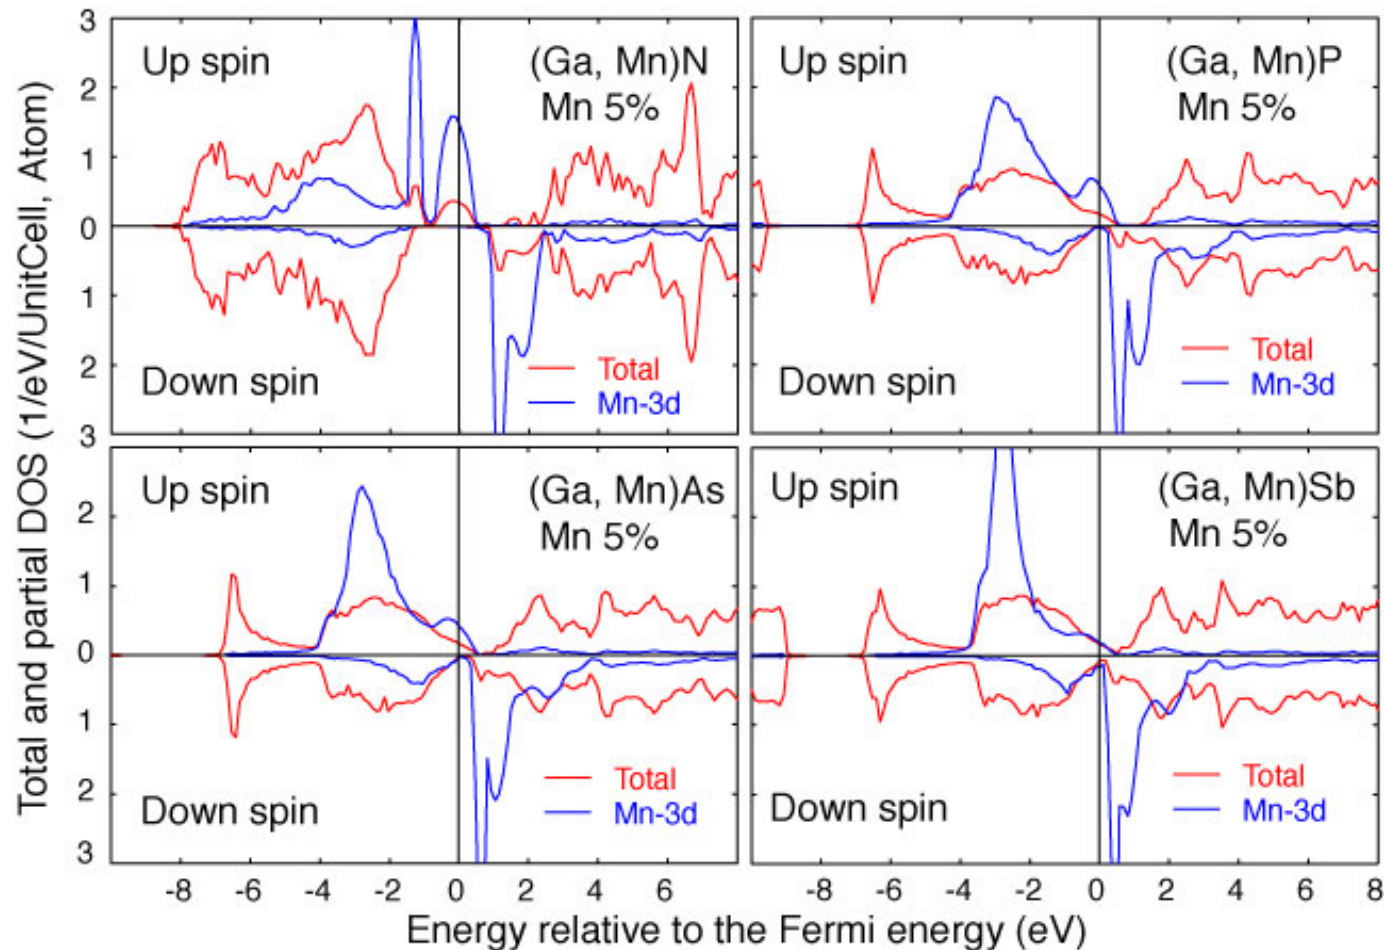 Total and partial DOS (1/eV/UnitCell, Atom)
3
2
1
0
1
2
3
Up spin
(Ga, Mn)N
Mn 5%
Down spin
Total
Mn-3d
Up spin
(Ga, Mn)P
Mn 5%
Down spin
Total
Mn-3d
2
1
0
1
2
3
Up spin
(Ga, Mn)As
Mn 5%
Down spin
Total
Mn-3d
Up spin
(Ga, Mn)Sb
Mn 5%
Down spin
Total
Mn-3d
-8 -6 -4 -2 0 2 4 6 -8 -6 -4 -2 0 2 4 6 8
Energy relative to the Fermi energy (eV)